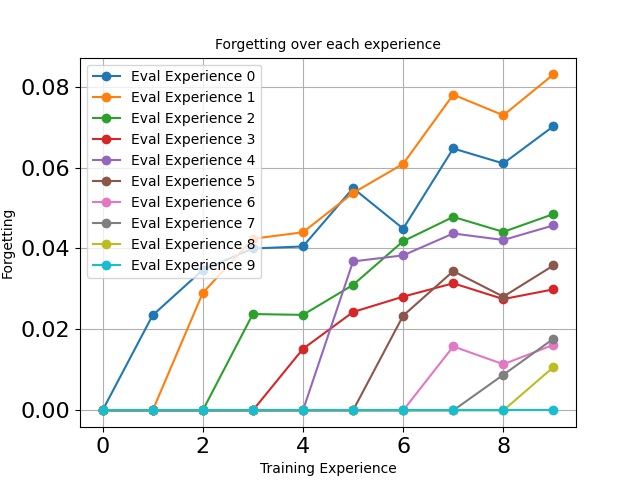 Forgetting over each experience
Eval Experience 0
Eval Experience 1
Eval Experience 2
Eval Experience 3
Eval Experience 4
Eval Experience 5
Eval Experience 6
Eval Experience 7
Eval Experience 8
Eval Experience 9
Forgetting
0.08
0.06
0.04
0.02
0.00
0 2 4 6 8
Training Experience